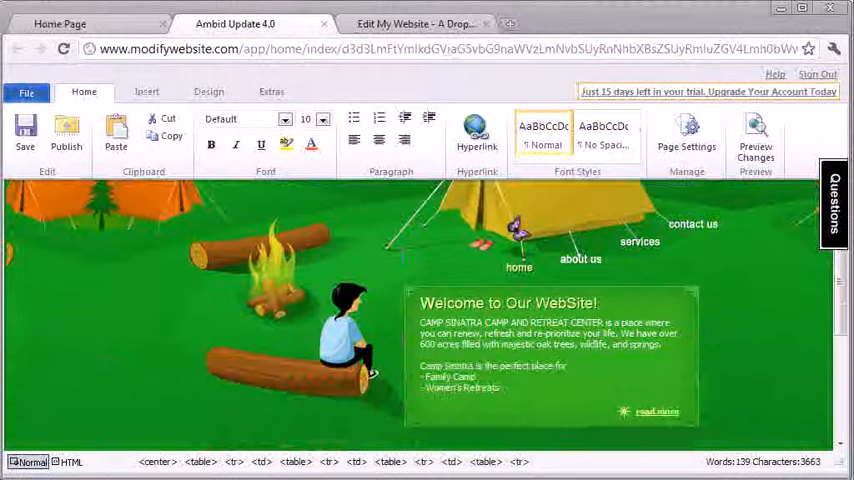 Home Page
Ambid Update 4.0
Edit My Website - A Drop...
www.modifywebsite.com
Help Sign Out
File Home Insert Design Extras
Just 15 days left in your trial. Upgrade Your Account Today
Save
Publish
Paste
Cut
Copy
Default
10
B I U A
Hyperlink
AaBbCcDc
¶ Normal
AaBbCcDc
¶ No Spaci...
Page Settings
Preview
Changes
Edit Clipboard Font Paragraph Hyperlink Font Styles Manage Preview
Questions
contact us
services
about us
home
Welcome to Our WebSite!
CAMP SINATRA CAMP AND RETREAT CENTER is a place where
you can renew, refresh and re-prioritize your life. We have over
600 acres filled with majestic oak trees, wildlife, and springs.
Camp Sinatra is the perfect place for
- Family Camp
- Women's Retreats
read more
Normal HTML <center> <table> <tr> <td> <table> <tr> <td> <table> <tr> <td> <table> <tr> Words:139 Characters:3663